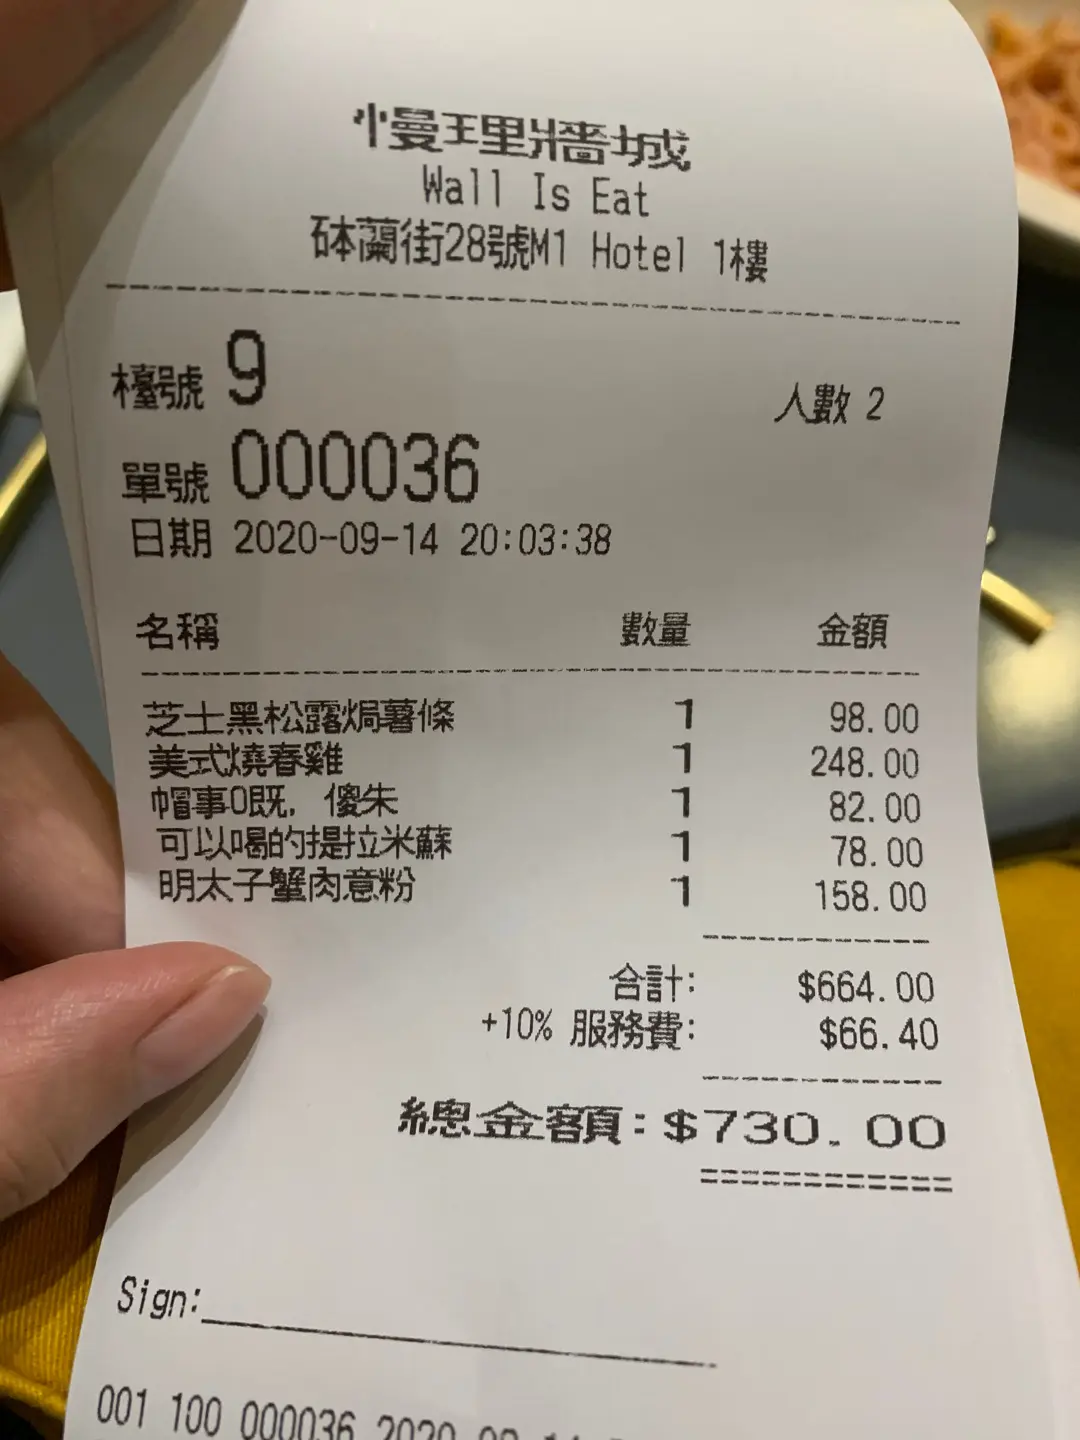 慢理牆城
Wall Is Eat
砵蘭街28號M1 Hotel 1樓
檯號 9 人數 2
單號 000036
日期 2020-09-14 20:03:38
名稱 數量 金額
芝士黑松露焗薯條 1 98.00
美式燒春雞 1 248.00
帽事0既, 傻朱 1 82.00
可以喝的提拉米蘇 1 78.00
明太子蟹肉意粉 1 158.00
合計: $664.00
+10% 服務費: $66.40
總金額: $730.00
Sign:
001 100 000036 2020